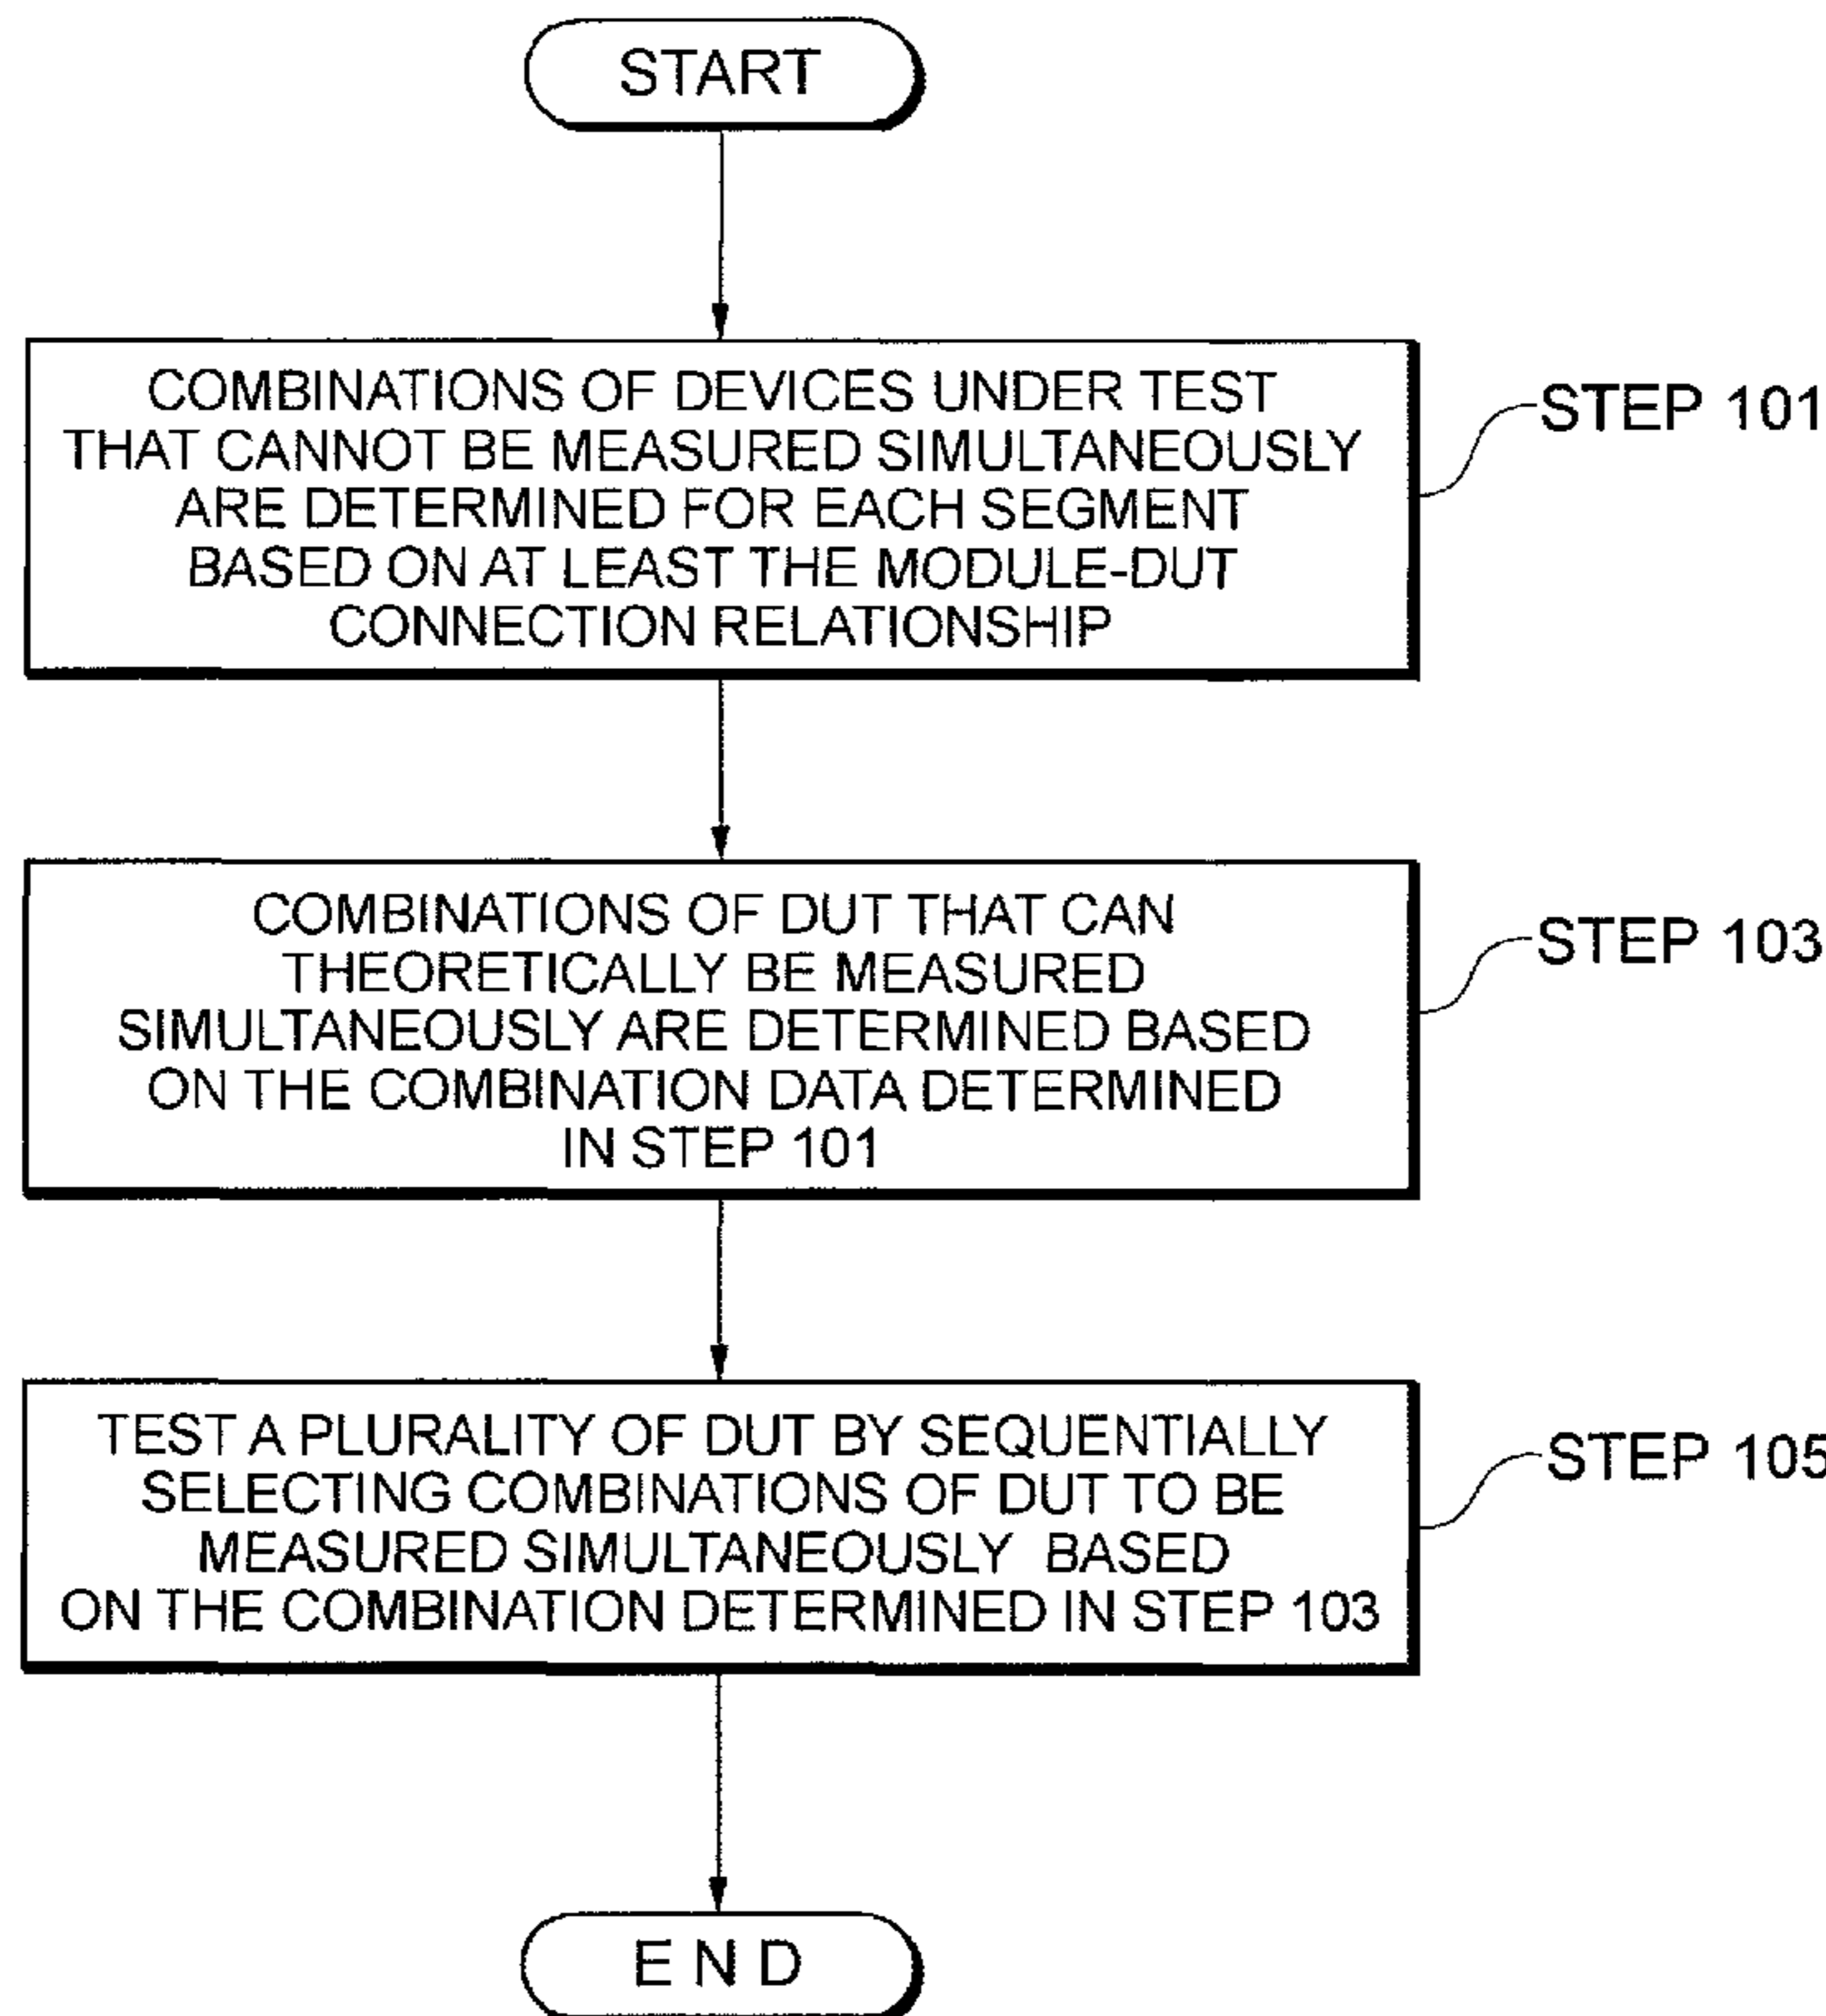 START
COMBINATIONS OF DEVICES UNDER TEST
THAT CANNOT BE MEASURED SIMULTANEOUSLY
ARE DETERMINED FOR EACH SEGMENT
BASED ON AT LEAST THE MODULE-DUT
CONNECTION RELATIONSHIP
STEP 101
COMBINATIONS OF DUT THAT CAN
THEORETICALLY BE MEASURED
SIMULTANEOUSLY ARE DETERMINED BASED
ON THE COMBINATION DATA DETERMINED
IN STEP 101
STEP 103
TEST A PLURALITY OF DUT BY SEQUENTIALLY
SELECTING COMBINATIONS OF DUT TO BE
MEASURED SIMULTANEOUSLY BASED
ON THE COMBINATION DETERMINED IN STEP 103
STEP 105
END